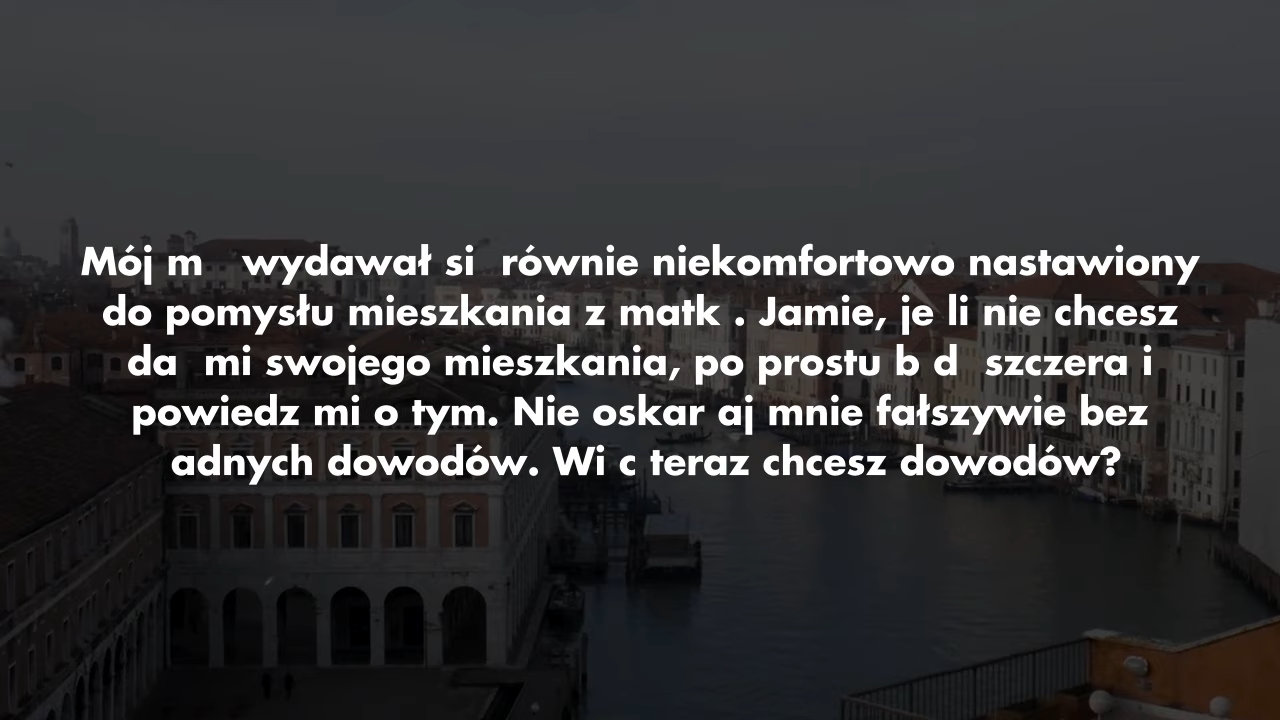 Mój m   wydawał si  równie niekomfortowo nastawiony
do pomysłu mieszkania z matk . Jamie, je li nie chcesz
da  mi swojego mieszkania, po prostu b d  szczera i
powiedz mi o tym. Nie oskar aj mnie fałszywie bez
adnych dowodów. Wi c teraz chcesz dowodów?